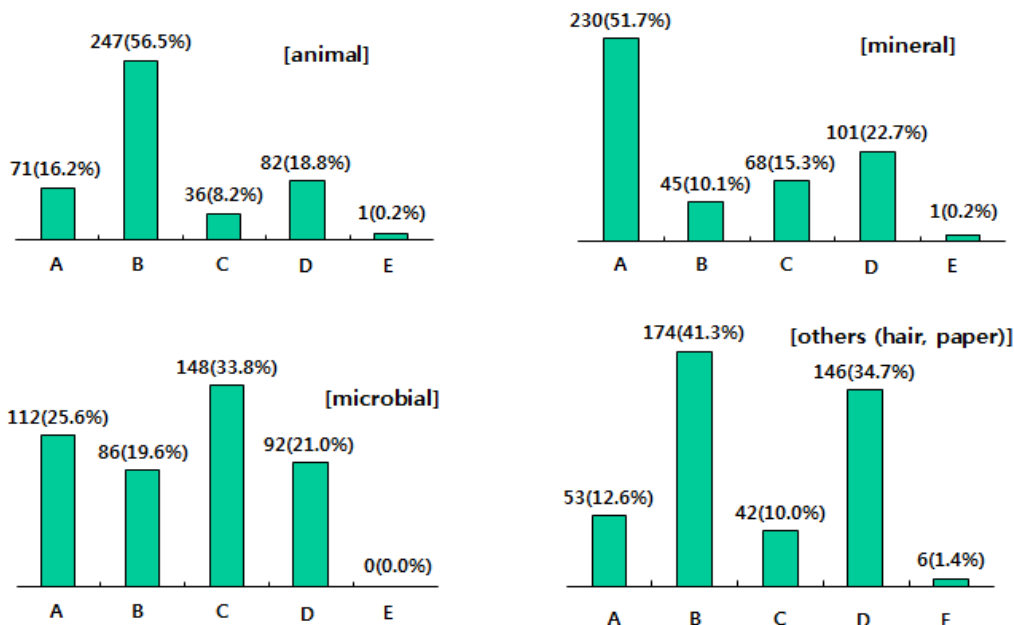 247(56.5%)
[animal]
71(16.2%)
36(8.2%)
82(18.8%)
1(0.2%)
A B C D E
230(51.7%)
[mineral]
45(10.1%)
68(15.3%)
101(22.7%)
1(0.2%)
A B C D E
148(33.8%)
[microbial]
112(25.6%)
86(19.6%)
92(21.0%)
0(0.0%)
A B C D E
174(41.3%)
[others (hair, paper)]
146(34.7%)
53(12.6%)
42(10.0%)
6(1.4%)
A B C D E